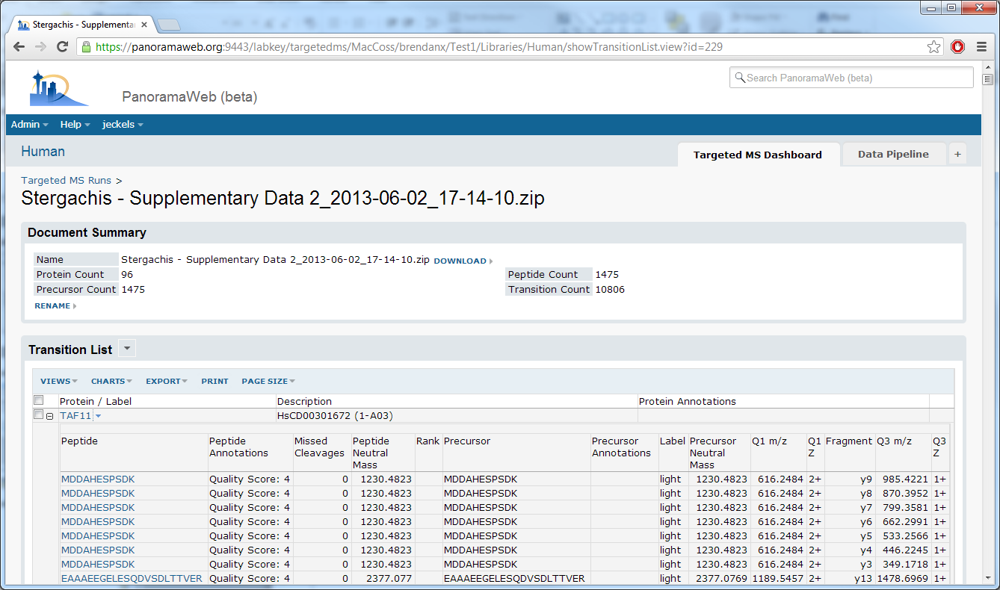 Stergachis - Supplementa
https://panoramaweb.org:9443/labkey/targetedms/MacCoss/brendanx/Test1/Libraries/Human/showTransitionList.view?id=229
PanoramaWeb (beta)
Search PanoramaWeb (beta)
Admin Help jeckels
Human
Targeted MS Dashboard Data Pipeline +
Targeted MS Runs >
Stergachis - Supplementary Data 2_2013-06-02_17-14-10.zip
Document Summary
Name Stergachis - Supplementary Data 2_2013-06-02_17-14-10.zip DOWNLOAD
Protein Count 96 Peptide Count 1475
Precursor Count 1475 Transition Count 10806
RENAME
Transition List
VIEWS CHARTS EXPORT PRINT PAGE SIZE
Protein / Label Description Protein Annotations
TAF11 HsCD00301672 (1-A03)
Peptide Peptide Annotations Missed Cleavages Peptide Neutral Mass Rank Precursor Precursor Annotations Label Precursor Neutral Mass Q1 m/z Q1 Z Fragment Q3 m/z Q3 Z
MDDAHESPSDK Quality Score: 4 0 1230.4823 MDDAHESPSDK light 1230.4823 616.2484 2+ y9 985.4221 1+
MDDAHESPSDK Quality Score: 4 0 1230.4823 MDDAHESPSDK light 1230.4823 616.2484 2+ y8 870.3952 1+
MDDAHESPSDK Quality Score: 4 0 1230.4823 MDDAHESPSDK light 1230.4823 616.2484 2+ y7 799.3581 1+
MDDAHESPSDK Quality Score: 4 0 1230.4823 MDDAHESPSDK light 1230.4823 616.2484 2+ y6 662.2991 1+
MDDAHESPSDK Quality Score: 4 0 1230.4823 MDDAHESPSDK light 1230.4823 616.2484 2+ y5 533.2566 1+
MDDAHESPSDK Quality Score: 4 0 1230.4823 MDDAHESPSDK light 1230.4823 616.2484 2+ y4 446.2245 1+
MDDAHESPSDK Quality Score: 4 0 1230.4823 MDDAHESPSDK light 1230.4823 616.2484 2+ y3 349.1718 1+
EAAAEEGELESQDVSDLTTVER Quality Score: 4 0 2377.077 EAAAEEGELESQDVSDLTTVER light 2377.0769 1189.5457 2+ y13 1478.6969 1+